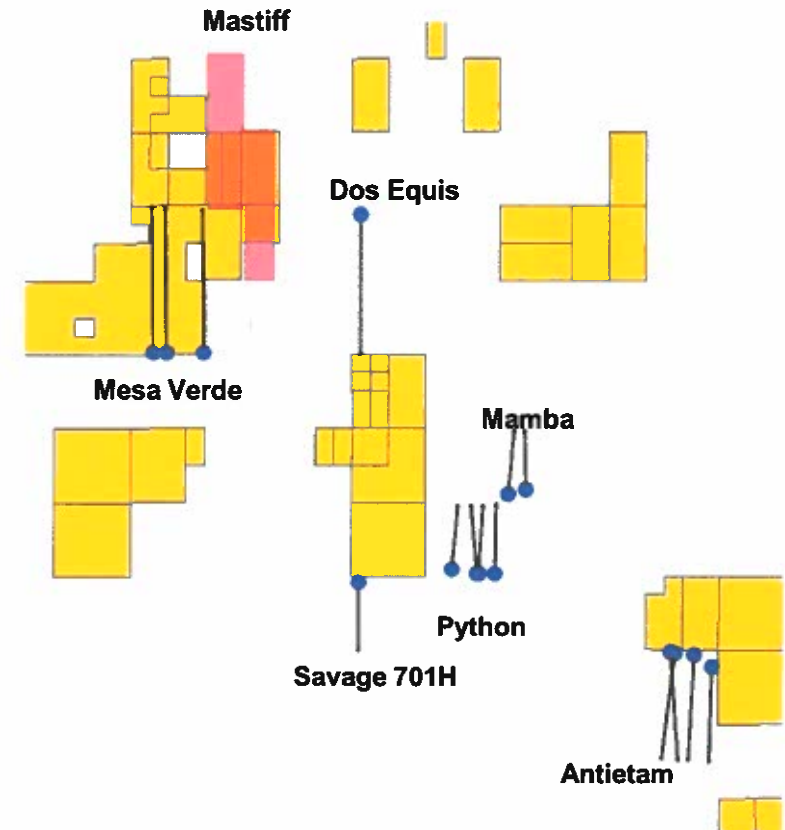 Mastiff
Dos Equis
Mesa Verde
Mamba
Python
Savage 701H
Antietam